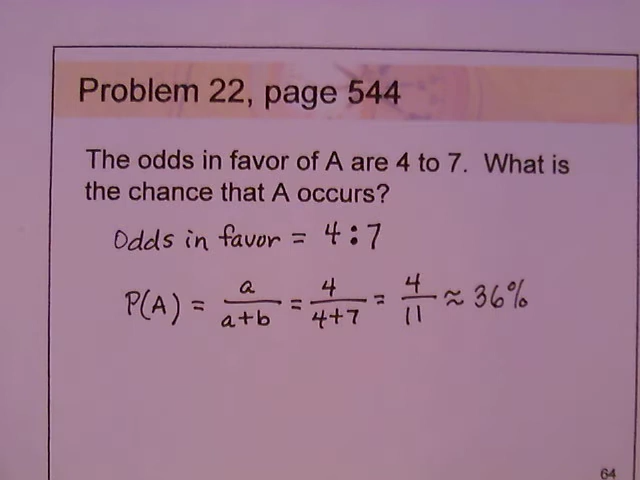 Problem 22, page 544
The odds in favor of A are 4 to 7. What is
the chance that A occurs?
Odds in favor = 4 : 7
P(A) = a/(a+b) = 4/(4+7) = 4/11 ≈ 36%
64